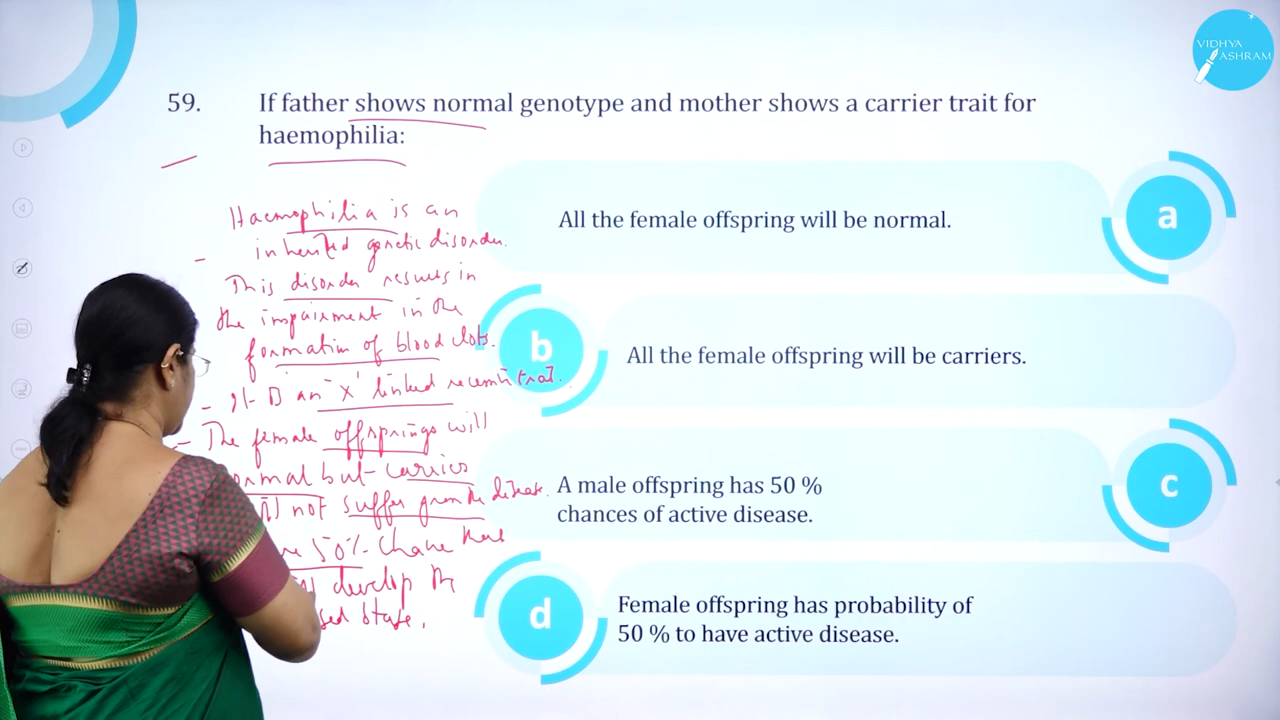 VIDHYA
ASHRAM
59. If father shows normal genotype and mother shows a carrier trait for
haemophilia:
Haemophilia is an
inherited genetic disorder.
This disorder results in
the impairment in the
formation of blood clots.
- It is an 'X' linked recessive trait.
- The female offsprings will
normal but carries
not suffer from the disease.
50% chance
develop the
state.
All the female offspring will be normal.
a
b
All the female offspring will be carriers.
A male offspring has 50 %
chances of active disease.
c
d
Female offspring has probability of
50 % to have active disease.